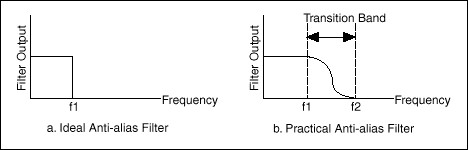 Transition Band
Filter Output
f1
Frequency
a. Ideal Anti-alias Filter
Filter Output
f1
f2
Frequency
b. Practical Anti-alias Filter